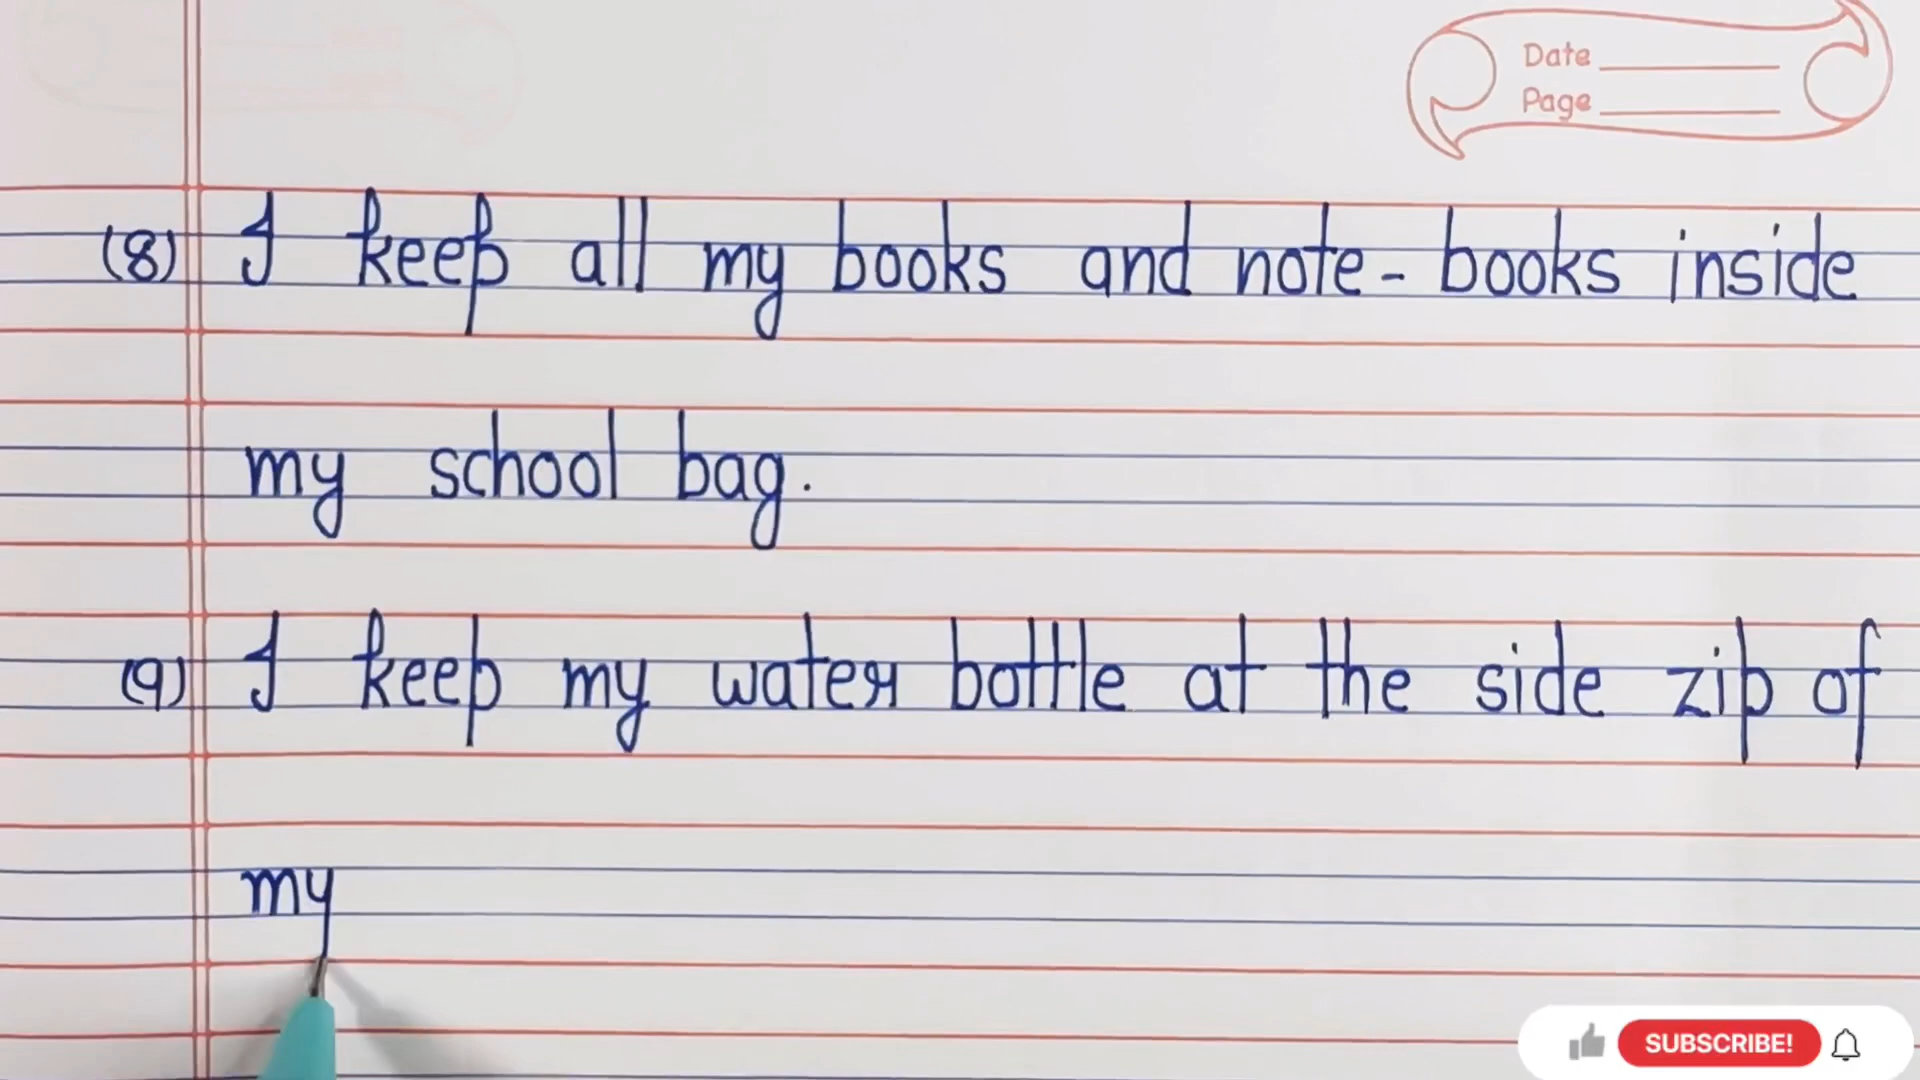 Date
Page
(8) I keep all my books and note-books inside
my school bag.
(9) I keep my water bottle at the side zip of
my
SUBSCRIBE!